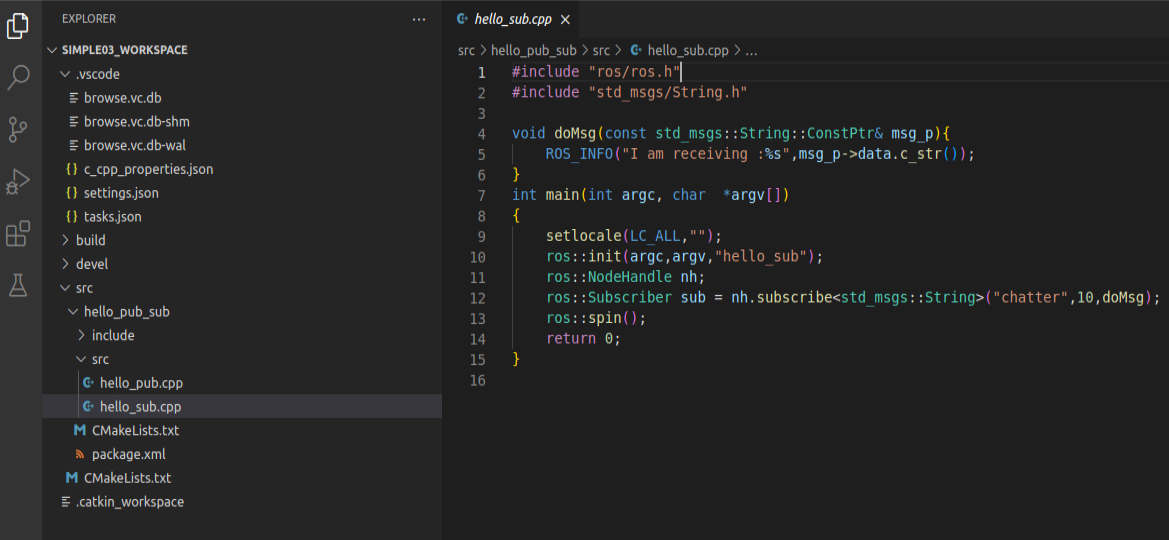 EXPLORER
SIMPLE03_WORKSPACE
.vscode
browse.vc.db
browse.vc.db-shm
browse.vc.db-wal
{} c_cpp_properties.json
{} settings.json
{} tasks.json
build
devel
src
hello_pub_sub
include
src
hello_pub.cpp
hello_sub.cpp
CMakeLists.txt
package.xml
CMakeLists.txt
.catkin_workspace
hello_sub.cpp
src > hello_pub_sub > src > hello_sub.cpp > ...
1 #include "ros/ros.h"
2 #include "std_msgs/String.h"
3
4 void doMsg(const std_msgs::String::ConstPtr& msg_p){
5     ROS_INFO("I am receiving :%s",msg_p->data.c_str());
6 }
7 int main(int argc, char  *argv[])
8 {
9     setlocale(LC_ALL,"");
10     ros::init(argc,argv,"hello_sub");
11     ros::NodeHandle nh;
12     ros::Subscriber sub = nh.subscribe<std_msgs::String>("chatter",10,doMsg);
13     ros::spin();
14     return 0;
15 }
16